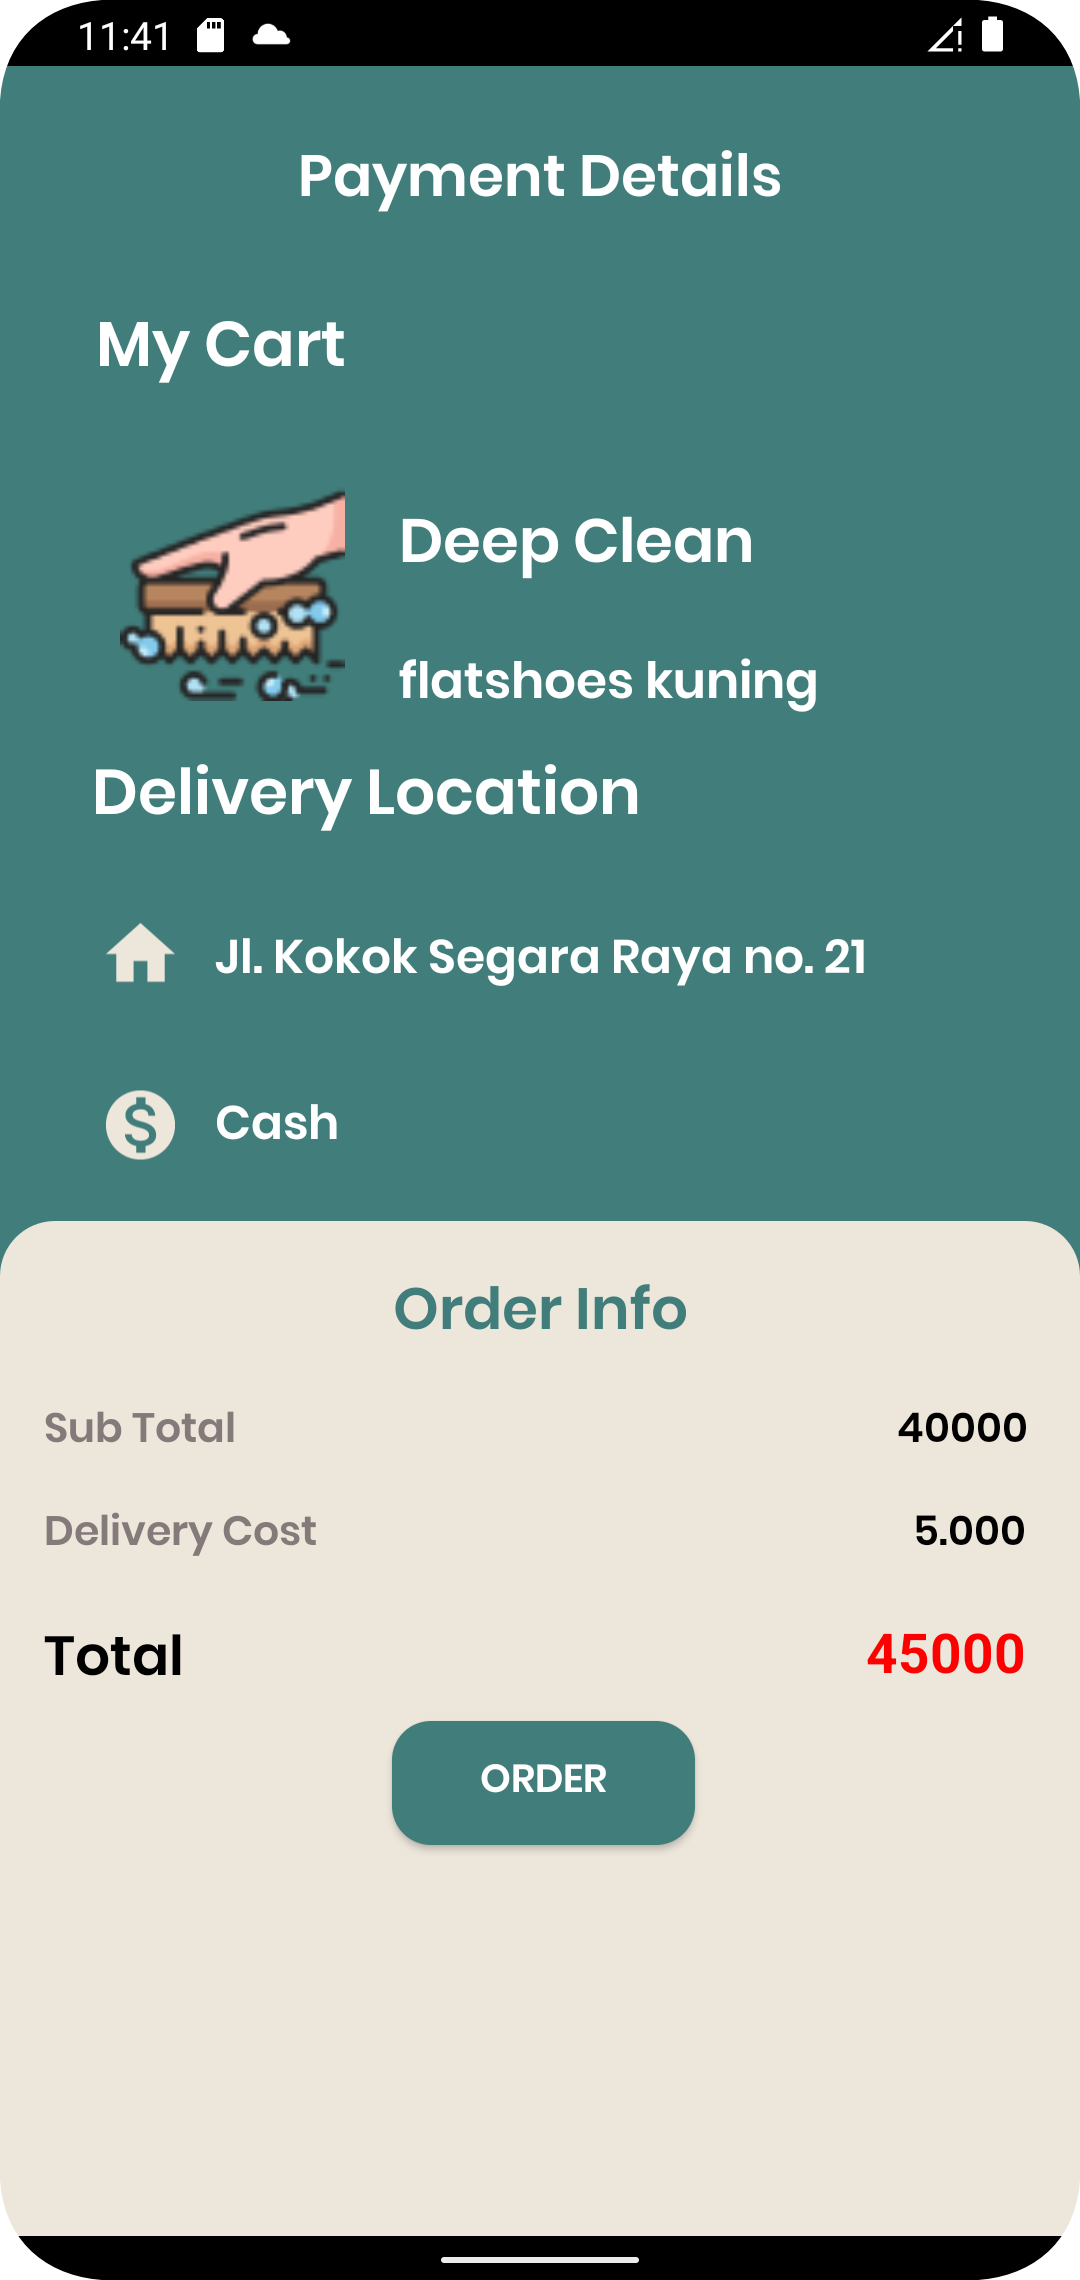 11:41
Payment Details
My Cart
Deep Clean
flatshoes kuning
Delivery Location
Jl. Kokok Segara Raya no. 21
$ Cash
Order Info
Sub Total 40000
Delivery Cost 5.000
Total 45000
ORDER